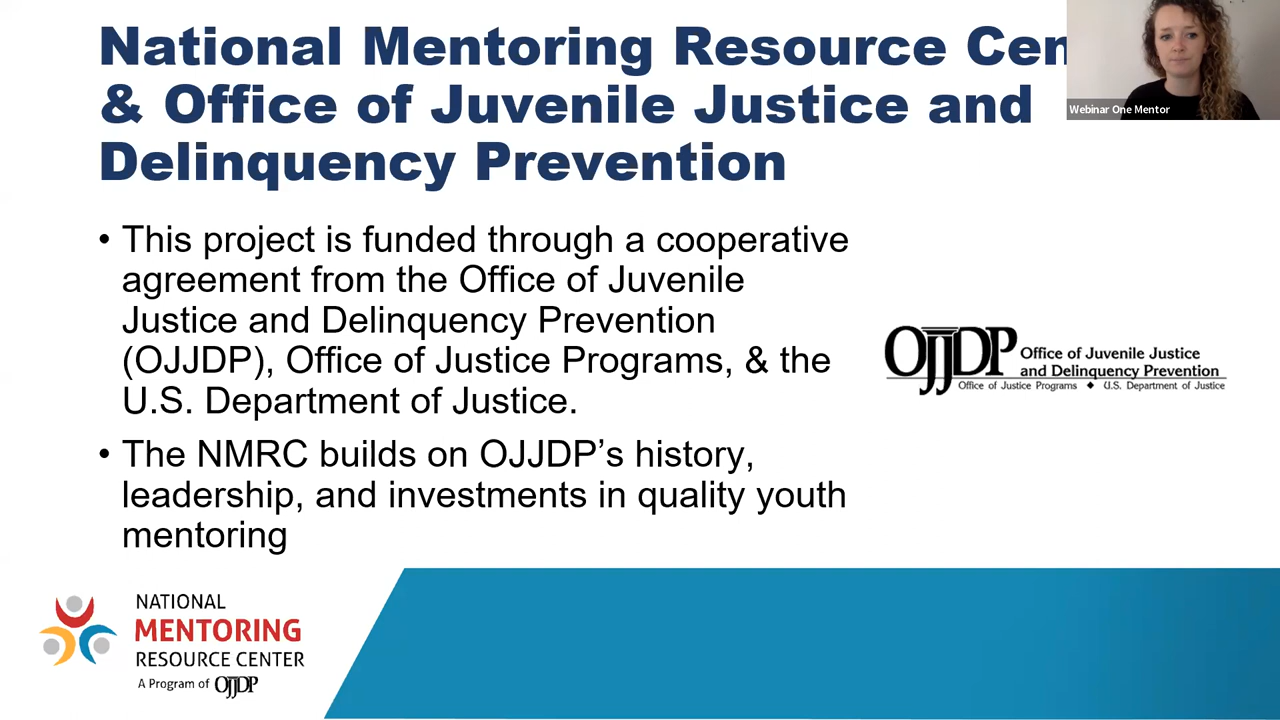 National Mentoring Resource Cen
& Office of Juvenile Justice and
Delinquency Prevention
Webinar One Mentor
• This project is funded through a cooperative
agreement from the Office of Juvenile
Justice and Delinquency Prevention
(OJJDP), Office of Justice Programs, & the
U.S. Department of Justice.
• The NMRC builds on OJJDP’s history,
leadership, and investments in quality youth
mentoring
OJJDP Office of Juvenile Justice
and Delinquency Prevention
Office of Justice Programs ◆ U.S. Department of Justice
NATIONAL
MENTORING
RESOURCE CENTER
A Program of OJJDP